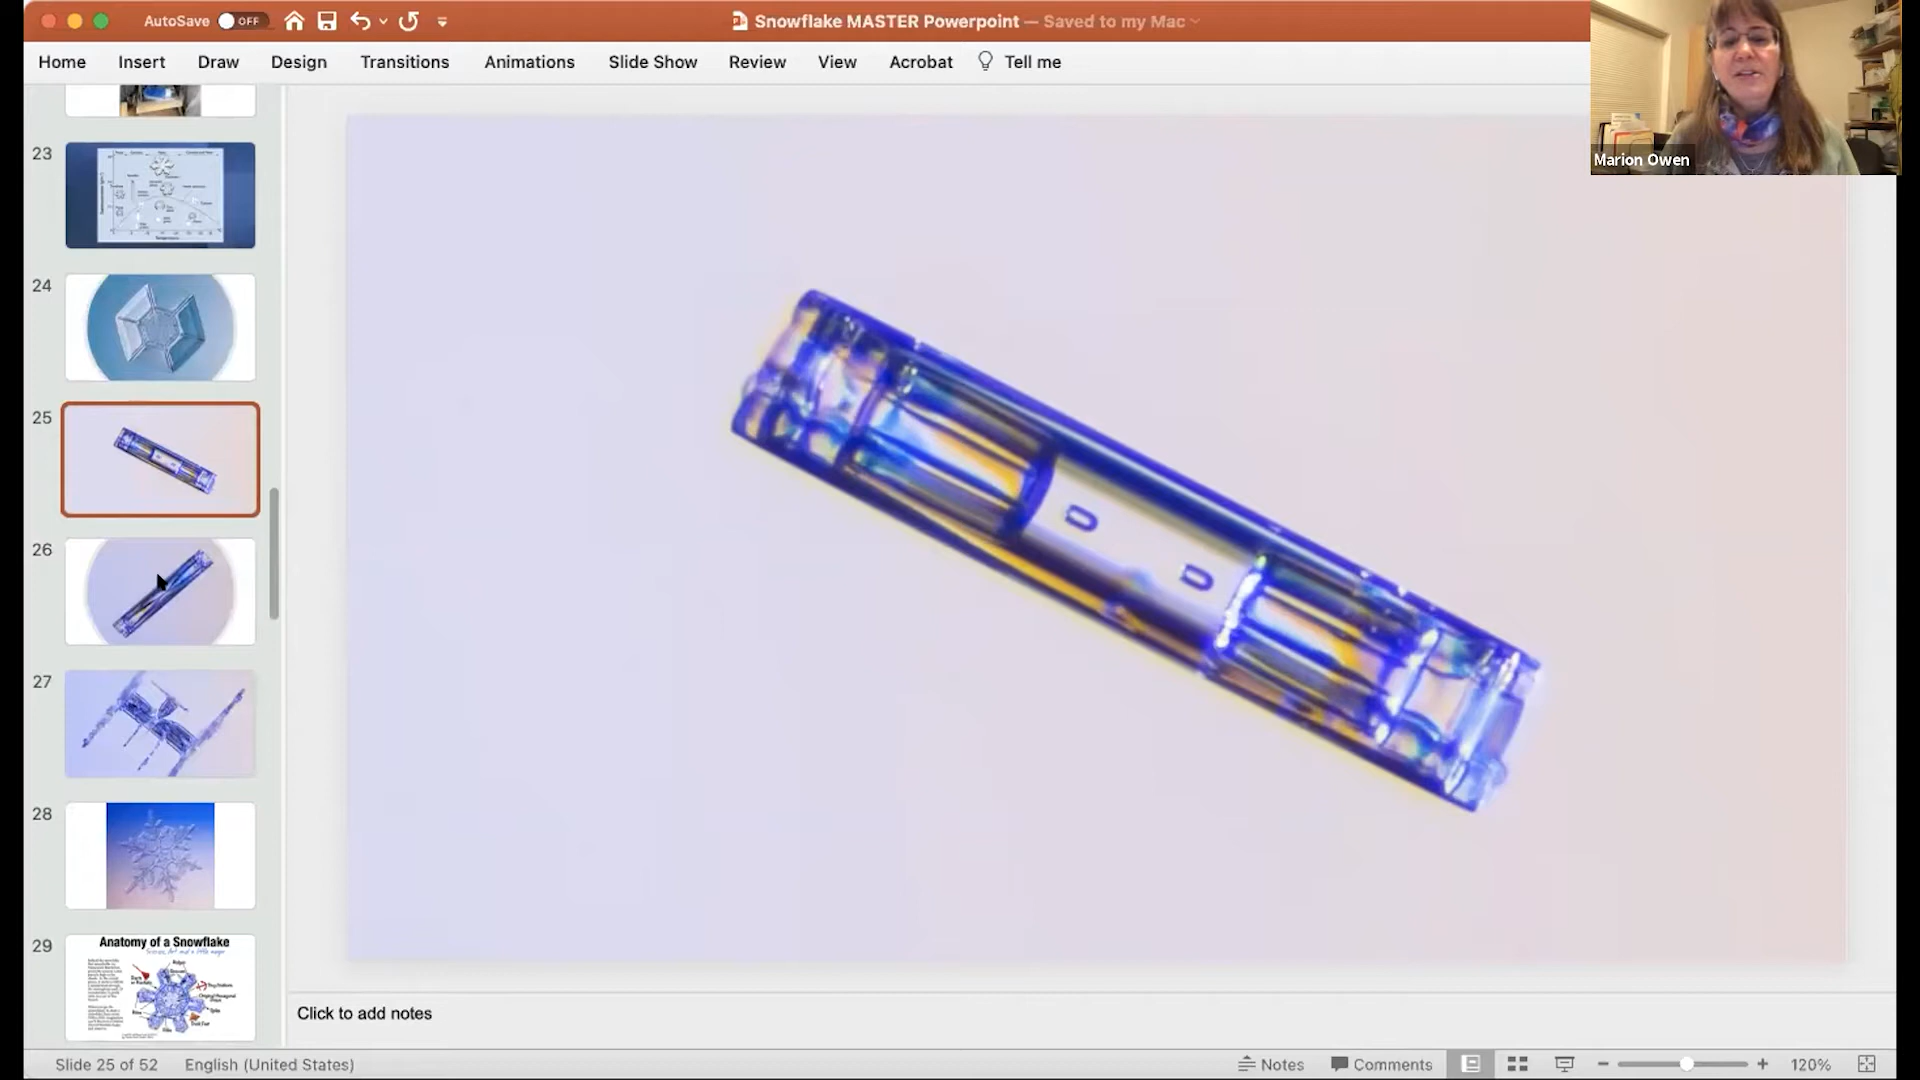 AutoSave OFF
Snowflake MASTER Powerpoint — Saved to my Mac
Home Insert Draw Design Transitions Animations Slide Show Review View Acrobat Tell me
Marion Owen
23
24
25
26
27
28
29
Anatomy of a Snowflake
Click to add notes
Slide 25 of 52 English (United States) Notes Comments 120%